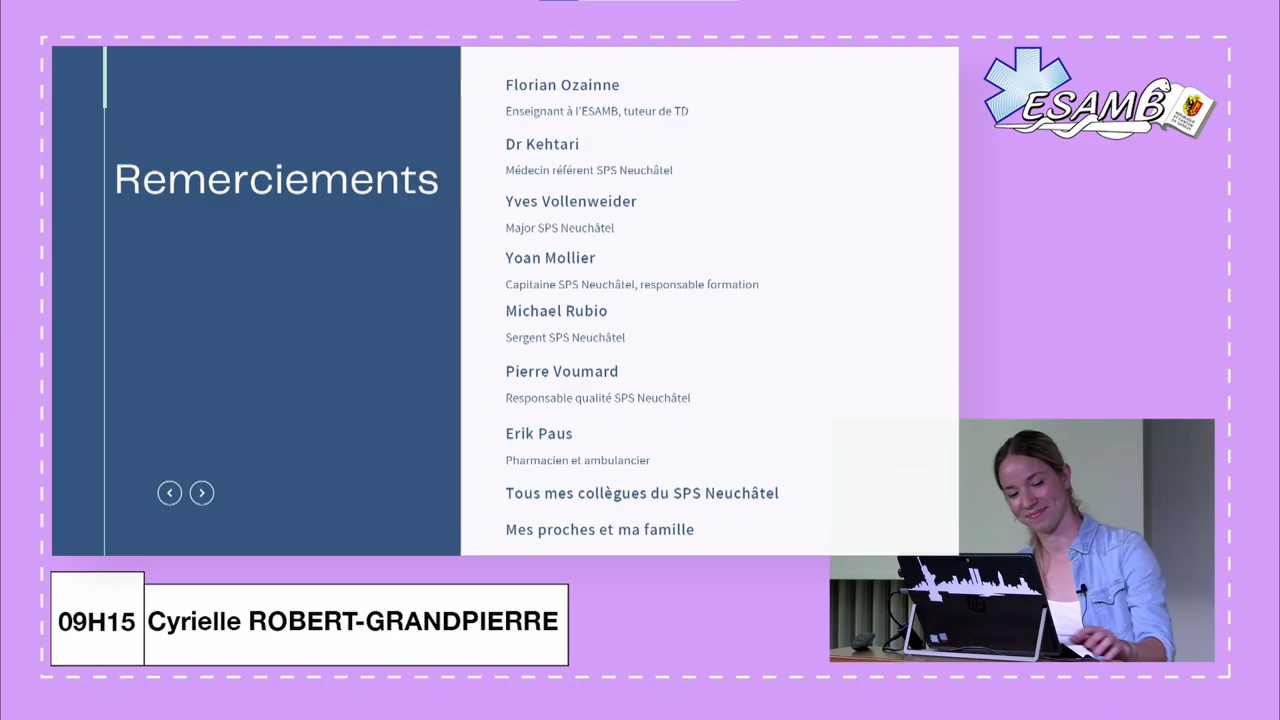 Remerciements
Florian Ozainne
Enseignant à l'ESAMB, tuteur de TD
Dr Kehtari
Médecin référent SPS Neuchâtel
Yves Vollenweider
Major SPS Neuchâtel
Yoan Mollier
Capitaine SPS Neuchâtel, responsable formation
Michael Rubio
Sergent SPS Neuchâtel
Pierre Voumard
Responsable qualité SPS Neuchâtel
Erik Paus
Pharmacien et ambulancier
Tous mes collègues du SPS Neuchâtel
Mes proches et ma famille
ESAMB
hp
09H15
Cyrielle ROBERT-GRANDPIERRE